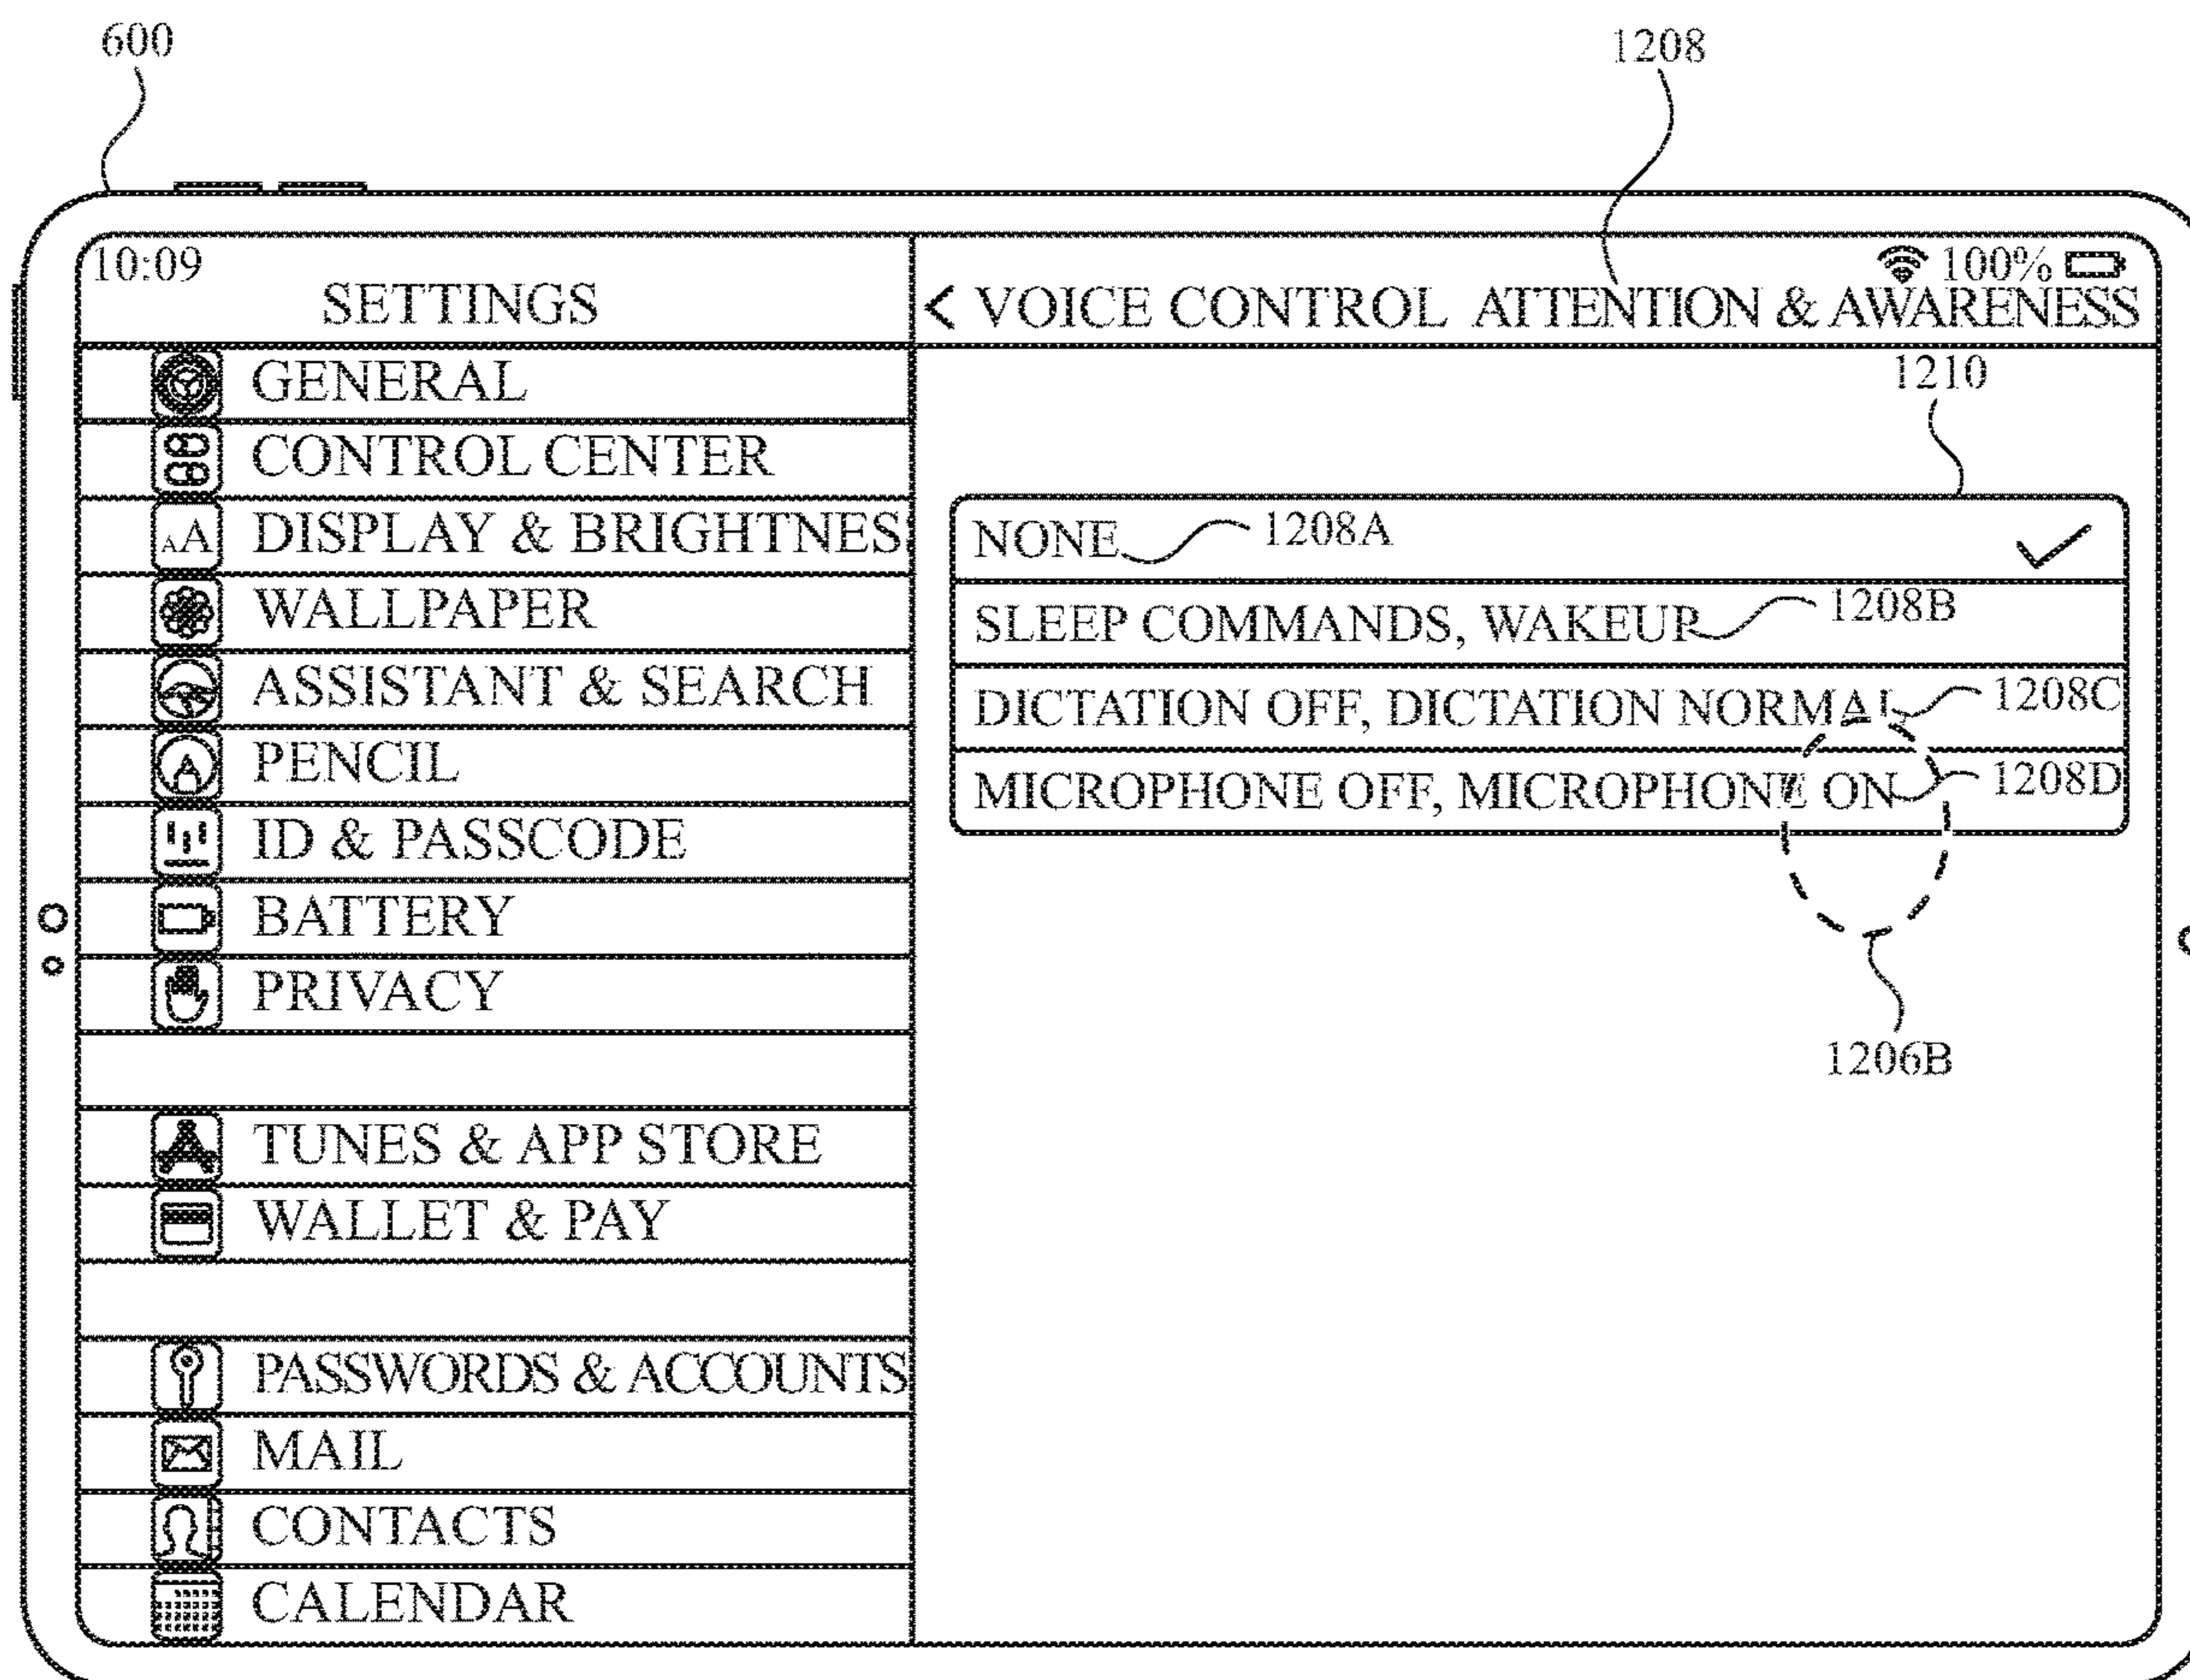 600
1208
10:09
100%
SETTINGS
< VOICE CONTROL ATTENTION & AWARENESS
GENERAL
CONTROL CENTER
AA DISPLAY & BRIGHTNES
WALLPAPER
ASSISTANT & SEARCH
PENCIL
ID & PASSCODE
BATTERY
PRIVACY
TUNES & APP STORE
WALLET & PAY
PASSWORDS & ACCOUNTS
MAIL
CONTACTS
CALENDAR
1210
NONE 1208A
SLEEP COMMANDS, WAKEUP 1208B
DICTATION OFF, DICTATION NORMAL 1208C
MICROPHONE OFF, MICROPHONE ON 1208D
1206B